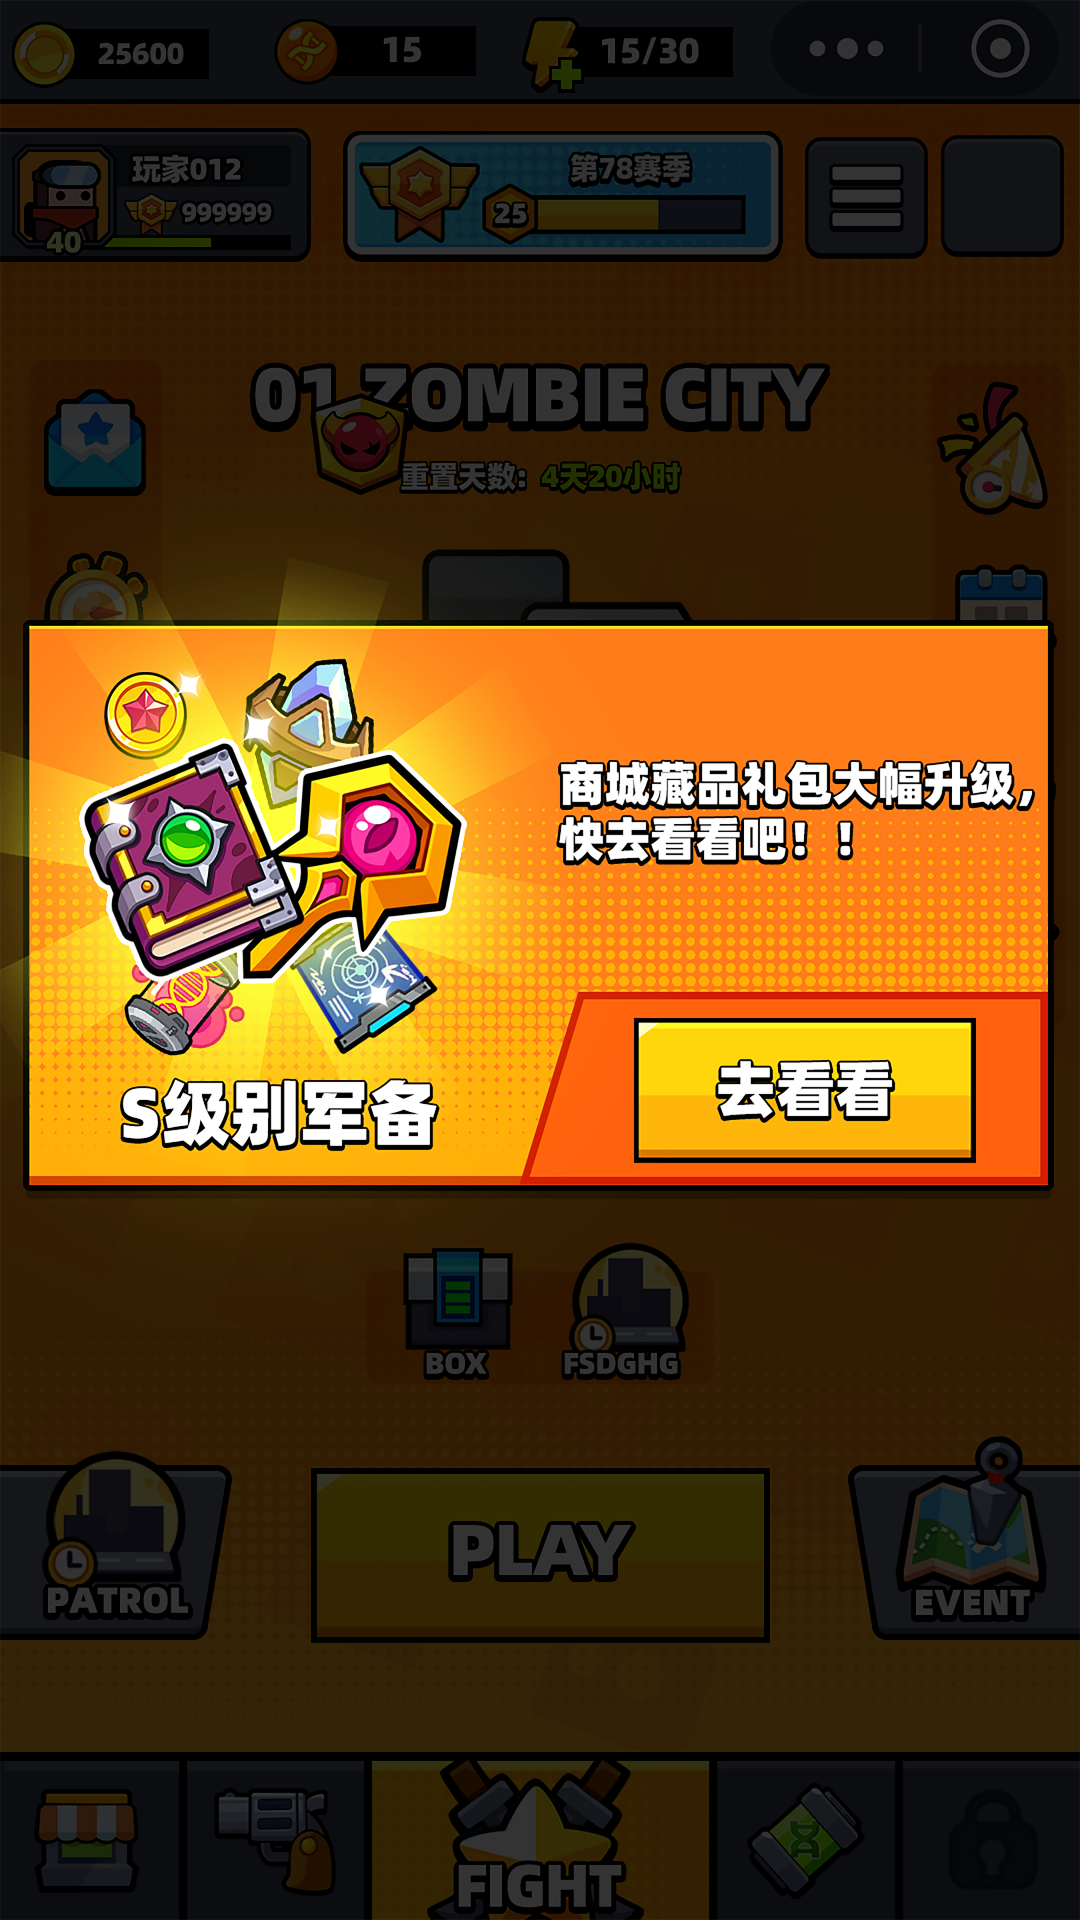 25600
15
15/30
玩家012
999999
40
第78赛季
25
01 ZOMBIE CITY
重置天数: 4天20小时
商城藏品礼包大幅升级，
快去看看吧！！
S级别军备
去看看
BOX
FSDGHG
PATROL
PLAY
EVENT
FIGHT